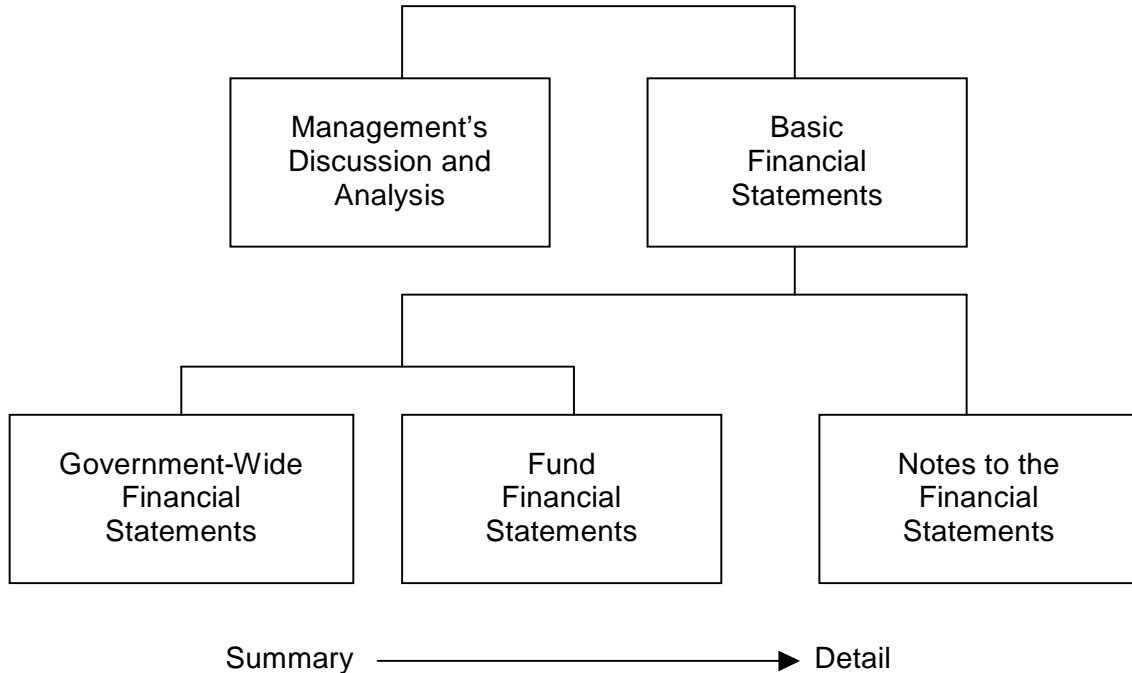 Management’s
Discussion and
Analysis
Basic
Financial
Statements
Government-Wide
Financial
Statements
Fund
Financial
Statements
Notes to the
Financial
Statements
Summary
Detail